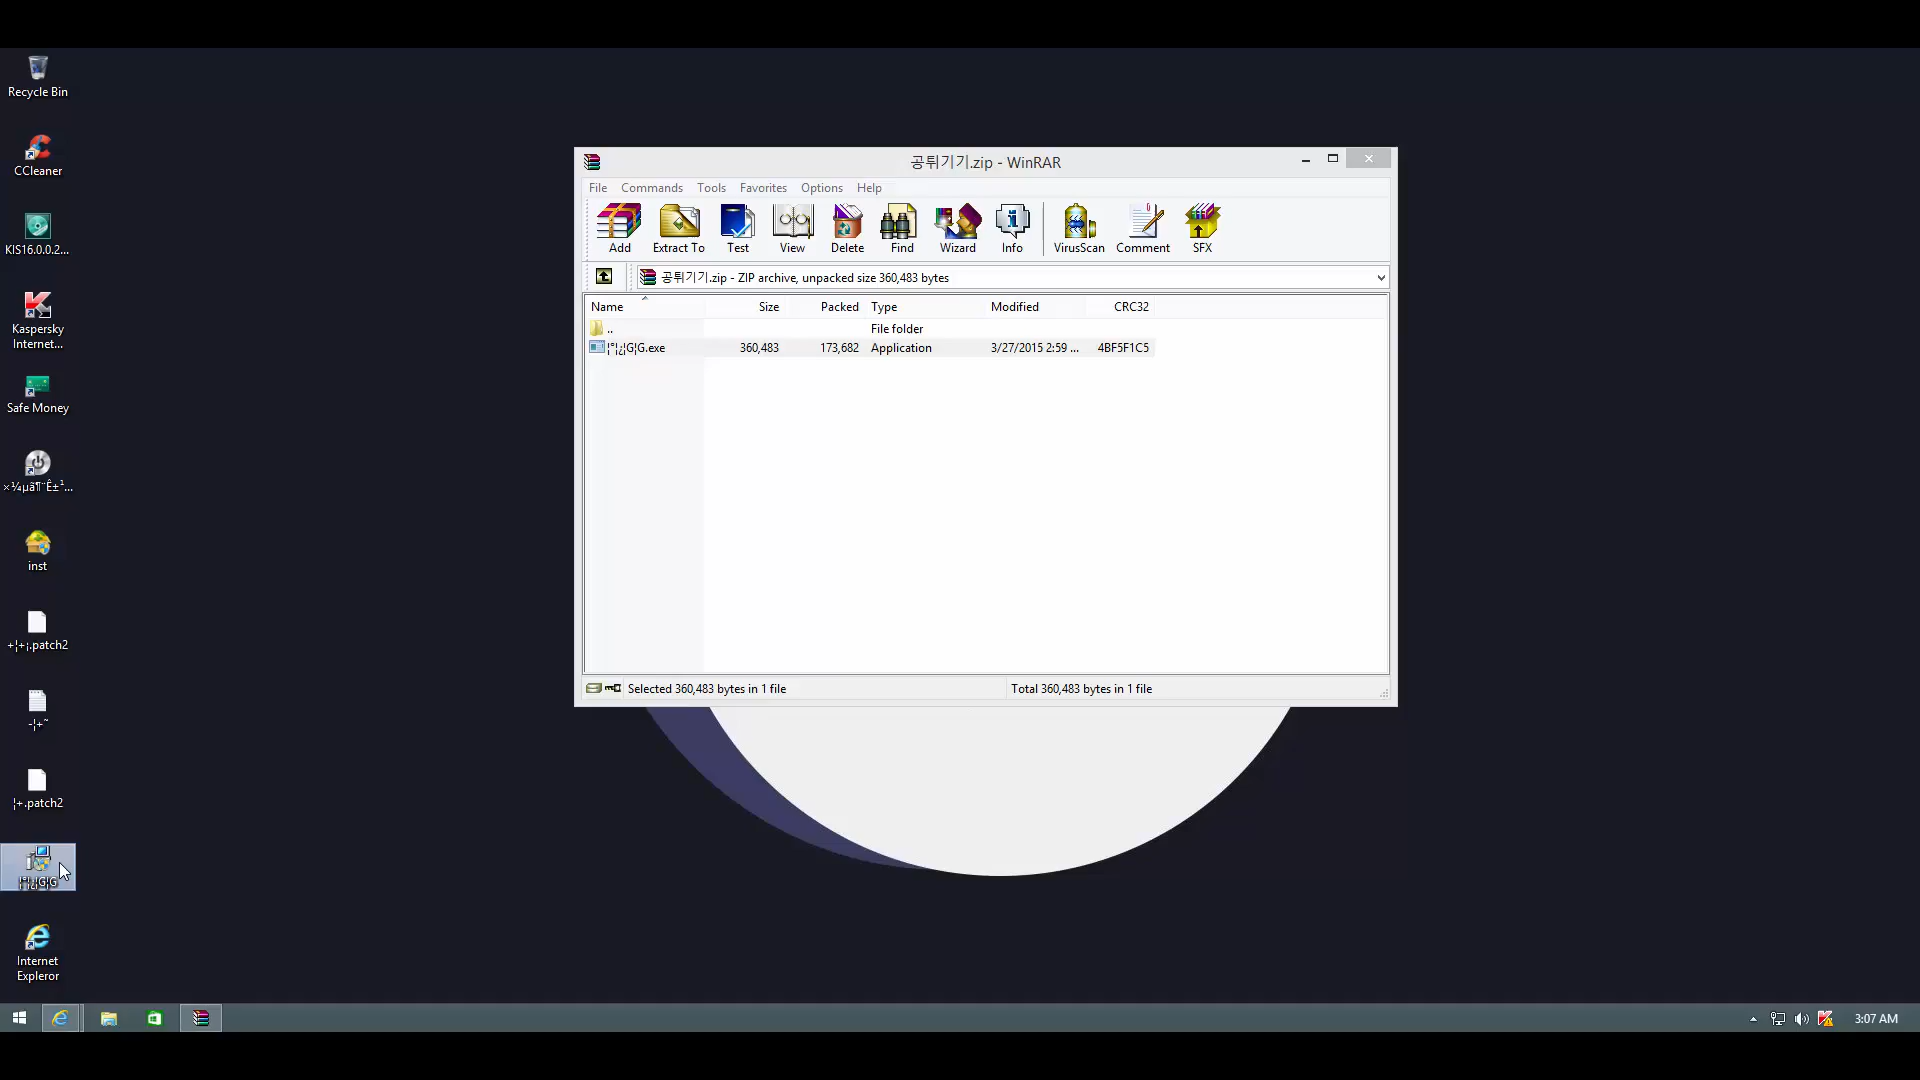 Recycle Bin
CCleaner
KIS16.0.0.2...
Kaspersky
Internet...
Safe Money
×¼µã¶¨Ê±¹...
inst
+¦+¡.patch2
-¦+˜
¦+.patch2
¦°¦¿¦G¦G
Internet
Expleror
공튀기기.zip - WinRAR
File Commands Tools Favorites Options Help
Add Extract To Test View Delete Find Wizard Info VirusScan Comment SFX
공튀기기.zip - ZIP archive, unpacked size 360,483 bytes
Name Size Packed Type Modified CRC32
.. File folder
¦°¦¿¦G¦G.exe 360,483 173,682 Application 3/27/2015 2:59 ... 4BF5F1C5
Selected 360,483 bytes in 1 file Total 360,483 bytes in 1 file
3:07 AM